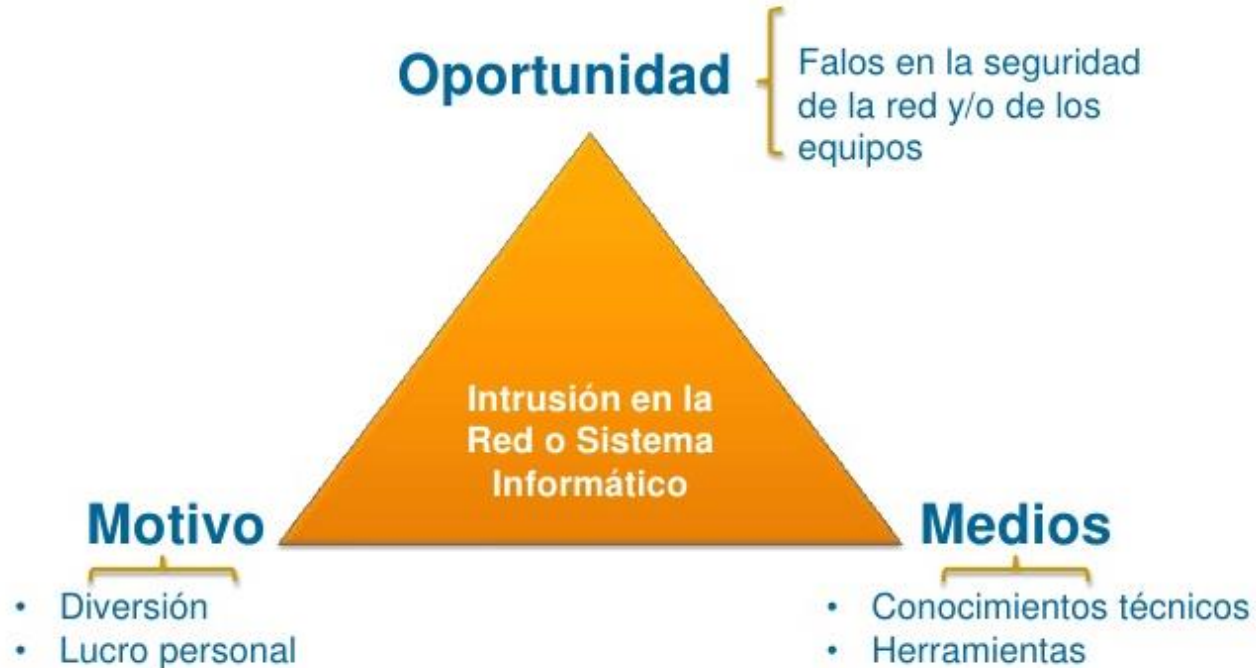 Oportunidad
Falos en la seguridad
de la red y/o de los
equipos
Intrusión en la
Red o Sistema
Informático
Motivo
• Diversión
• Lucro personal
Medios
• Conocimientos técnicos
• Herramientas